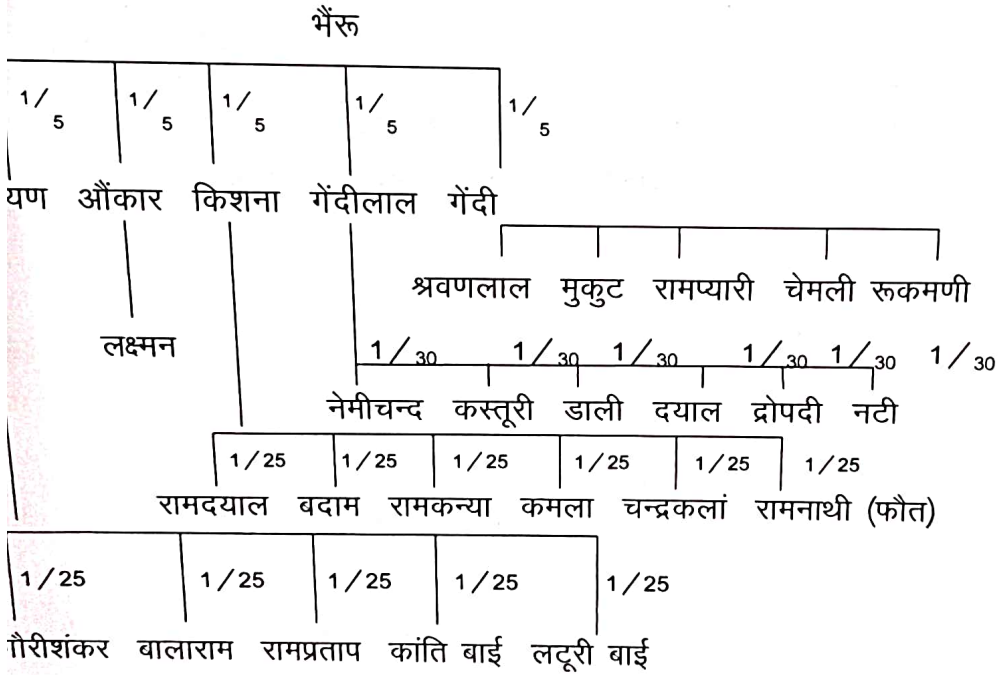 भैंरू
1/5 1/5 1/5 1/5 1/5
यण औंकार किशना गेंदीलाल गेंदी
श्रवणलाल मुकुट रामप्यारी चेमली रूकमणी
लक्ष्मन
1/30 1/30 1/30 1/30 1/30 1/30
नेमीचन्द कस्तूरी डाली दयाल द्रोपदी नटी
1/25 1/25 1/25 1/25 1/25 1/25
रामदयाल बदाम रामकन्या कमला चन्द्रकलां रामनाथी (फौत)
1/25 1/25 1/25 1/25 1/25
गौरीशंकर बालाराम रामप्रताप कांति बाई लटूरी बाई